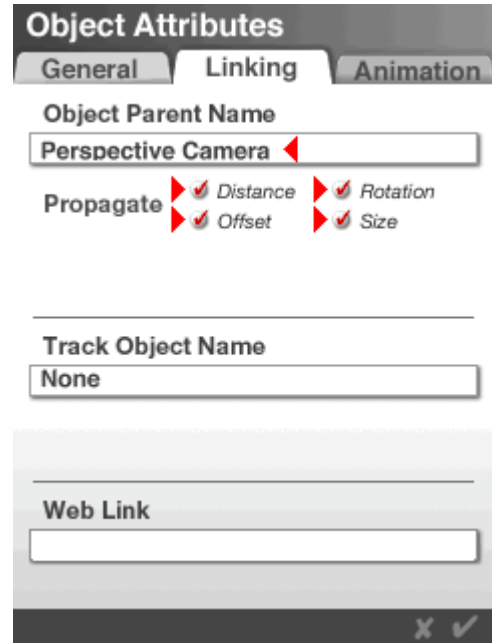 Object Attributes
General Linking Animation
Object Parent Name
Perspective Camera
Propagate Distance Rotation
Offset Size
Track Object Name
None
Web Link